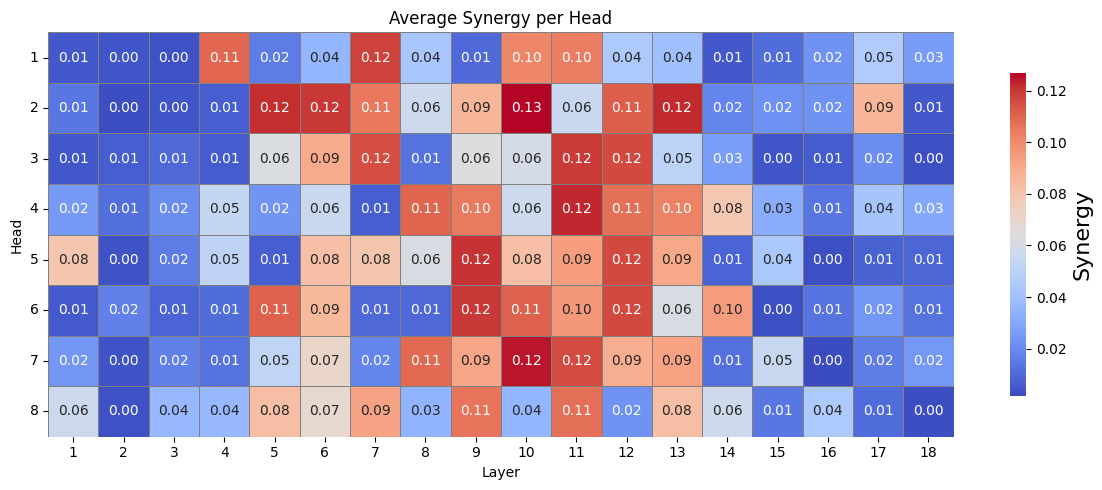 Average Synergy per Head
1 0.01 0.00 0.00 0.11 0.02 0.04 0.12 0.04 0.01 0.10 0.10 0.04 0.04 0.01 0.01 0.02 0.05 0.03
2 0.01 0.00 0.00 0.01 0.12 0.12 0.11 0.06 0.09 0.13 0.06 0.11 0.12 0.02 0.02 0.02 0.09 0.01
3 0.01 0.01 0.01 0.01 0.06 0.09 0.12 0.01 0.06 0.06 0.12 0.12 0.05 0.03 0.00 0.01 0.02 0.00
4 0.02 0.01 0.02 0.05 0.02 0.06 0.01 0.11 0.10 0.06 0.12 0.11 0.10 0.08 0.03 0.01 0.04 0.03
5 0.08 0.00 0.02 0.05 0.01 0.08 0.08 0.06 0.12 0.08 0.09 0.12 0.09 0.01 0.04 0.00 0.01 0.01
6 0.01 0.02 0.01 0.01 0.11 0.09 0.01 0.01 0.12 0.11 0.10 0.12 0.06 0.10 0.00 0.01 0.02 0.01
7 0.02 0.00 0.02 0.01 0.05 0.07 0.02 0.11 0.09 0.12 0.12 0.09 0.09 0.01 0.05 0.00 0.02 0.02
8 0.06 0.00 0.04 0.04 0.08 0.07 0.09 0.03 0.11 0.04 0.11 0.02 0.08 0.06 0.01 0.04 0.01 0.00
1 2 3 4 5 6 7 8 9 10 11 12 13 14 15 16 17 18
Layer
Head
0.12
0.10
0.08
0.06
0.04
0.02
Synergy